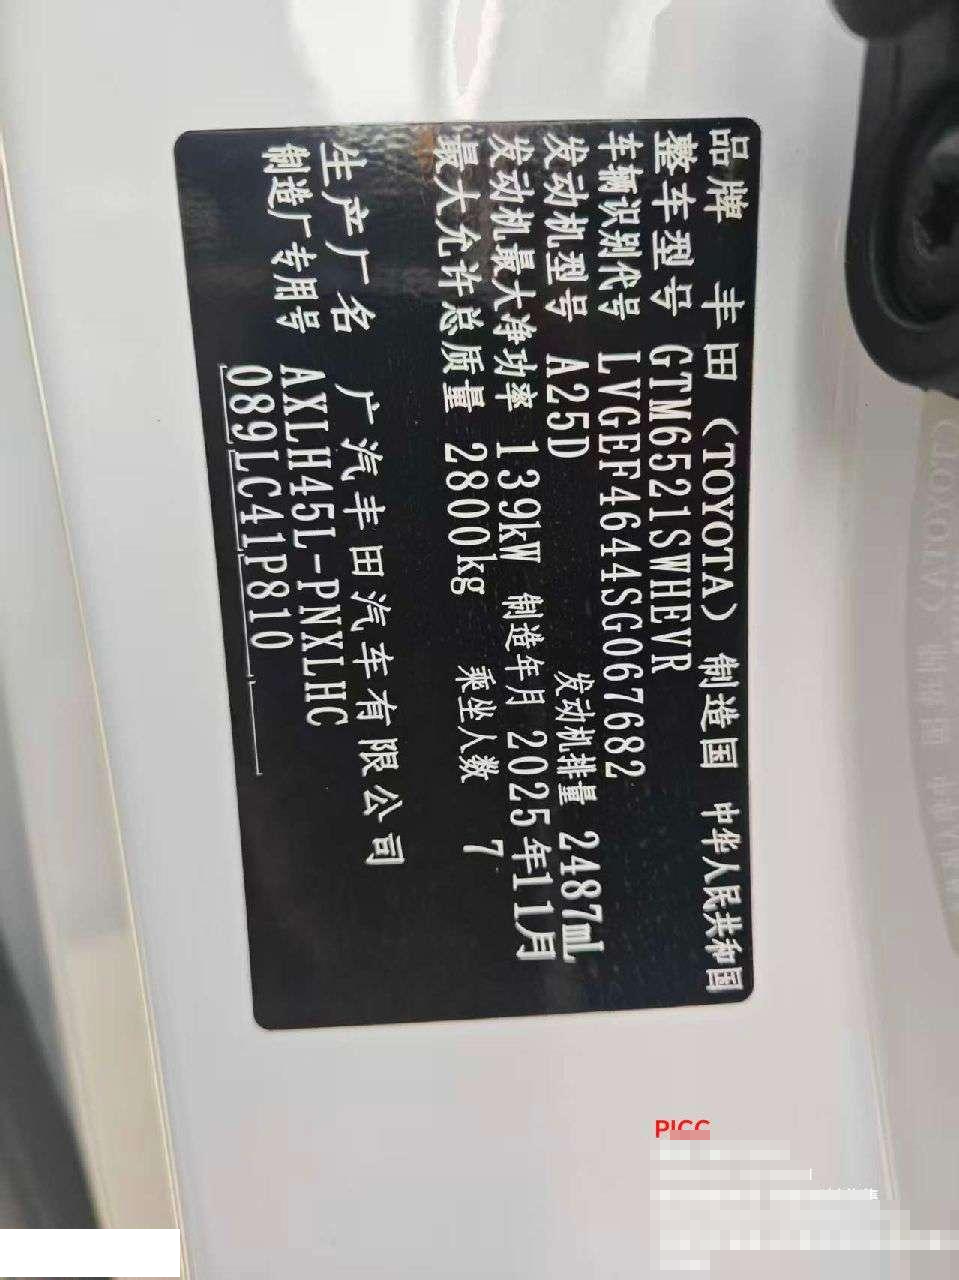 品牌 丰田（TOYOTA） 制造国 中华人民共和国
整车型号 GTM6521SWHEVR
车辆识别代号 LVGEF4644SG067682
发动机型号 A25D 发动机排量 2487mL
发动机最大净功率 139kW 制造年月 2025年11月
最大允许总质量 2800kg 乘坐人数 7
生产厂名 广汽丰田汽车有限公司
制造厂专用号 AXLH45L-PNXLHC
089LC41P810
PICC